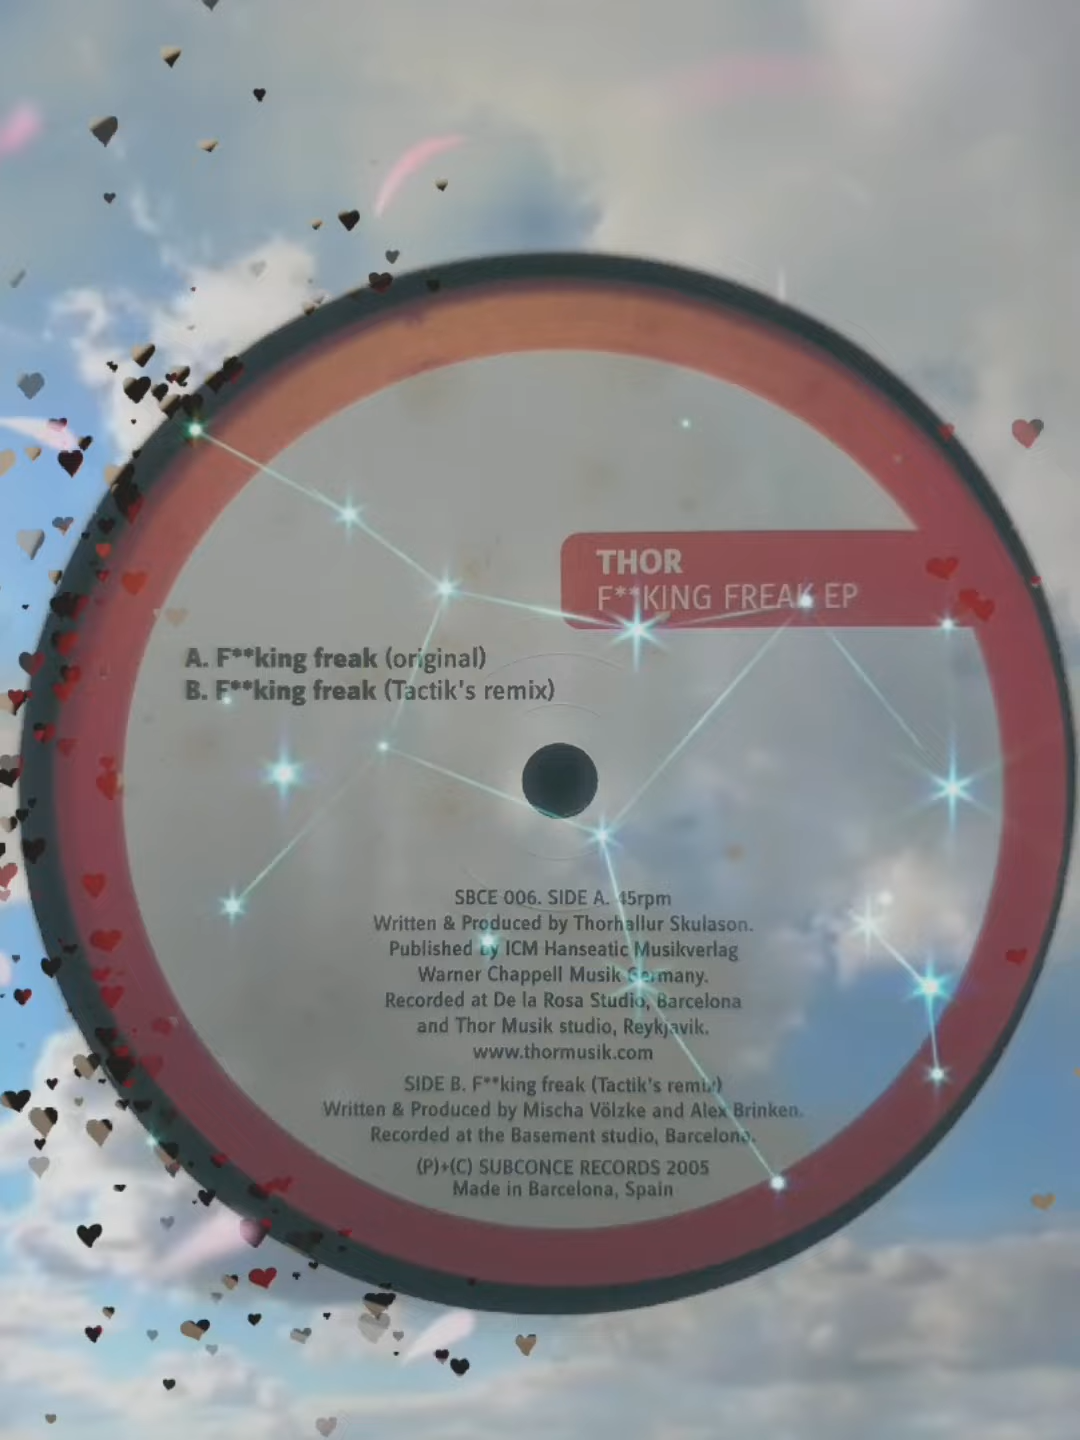 THOR
F**KING FREAK EP
A. F**king freak (original)
B. F**king freak (Tactik's remix)
SBCE 006. SIDE A. 45rpm
Written & Produced by Thorhallur Skulason.
Published by ICM Hanseatic Musikverlag
Warner Chappell Musik Germany.
Recorded at De la Rosa Studio, Barcelona
and Thor Musik studio, Reykjavik.
www.thormusik.com
SIDE B. F**king freak (Tactik's remix)
Written & Produced by Mischa Völzke and Alex Brinken.
Recorded at the Basement studio, Barcelona.
(P)+(C) SUBCONCE RECORDS 2005
Made in Barcelona, Spain